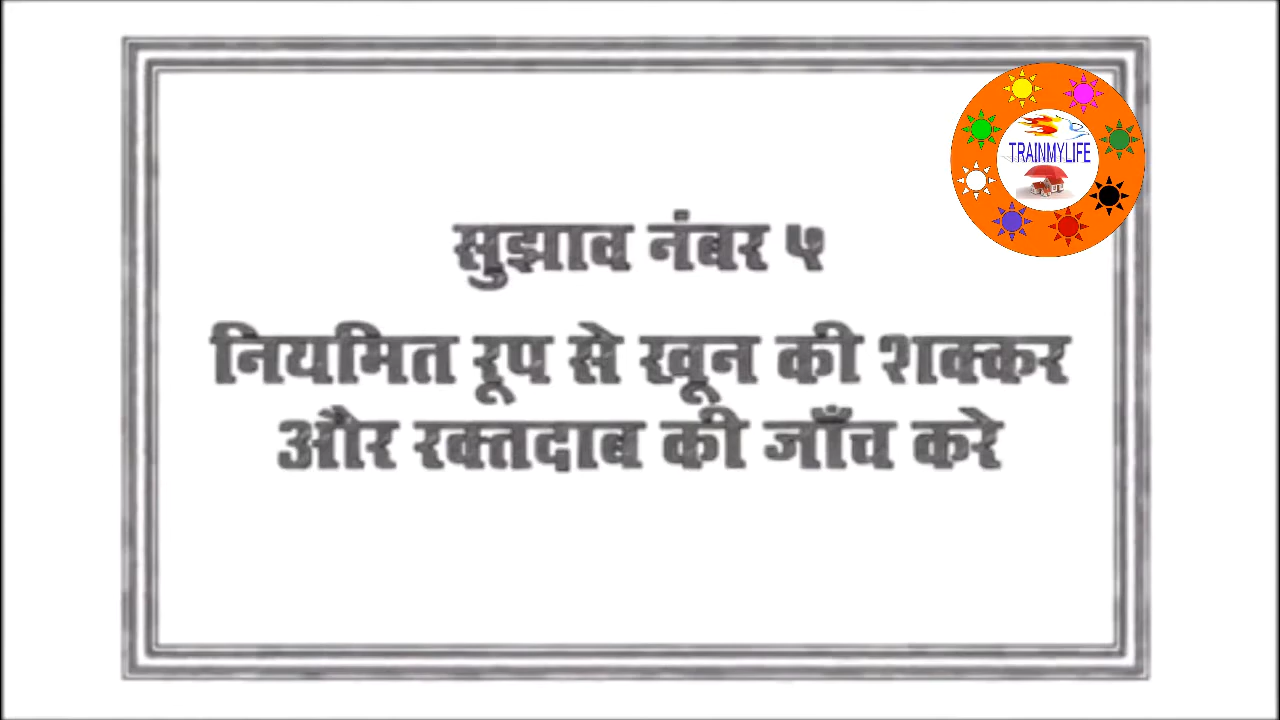 TRAINMYLIFE
सुझाव नंबर ५
नियमित रूप से खून की शक्कर
और रक्तदाब की जाँच करे